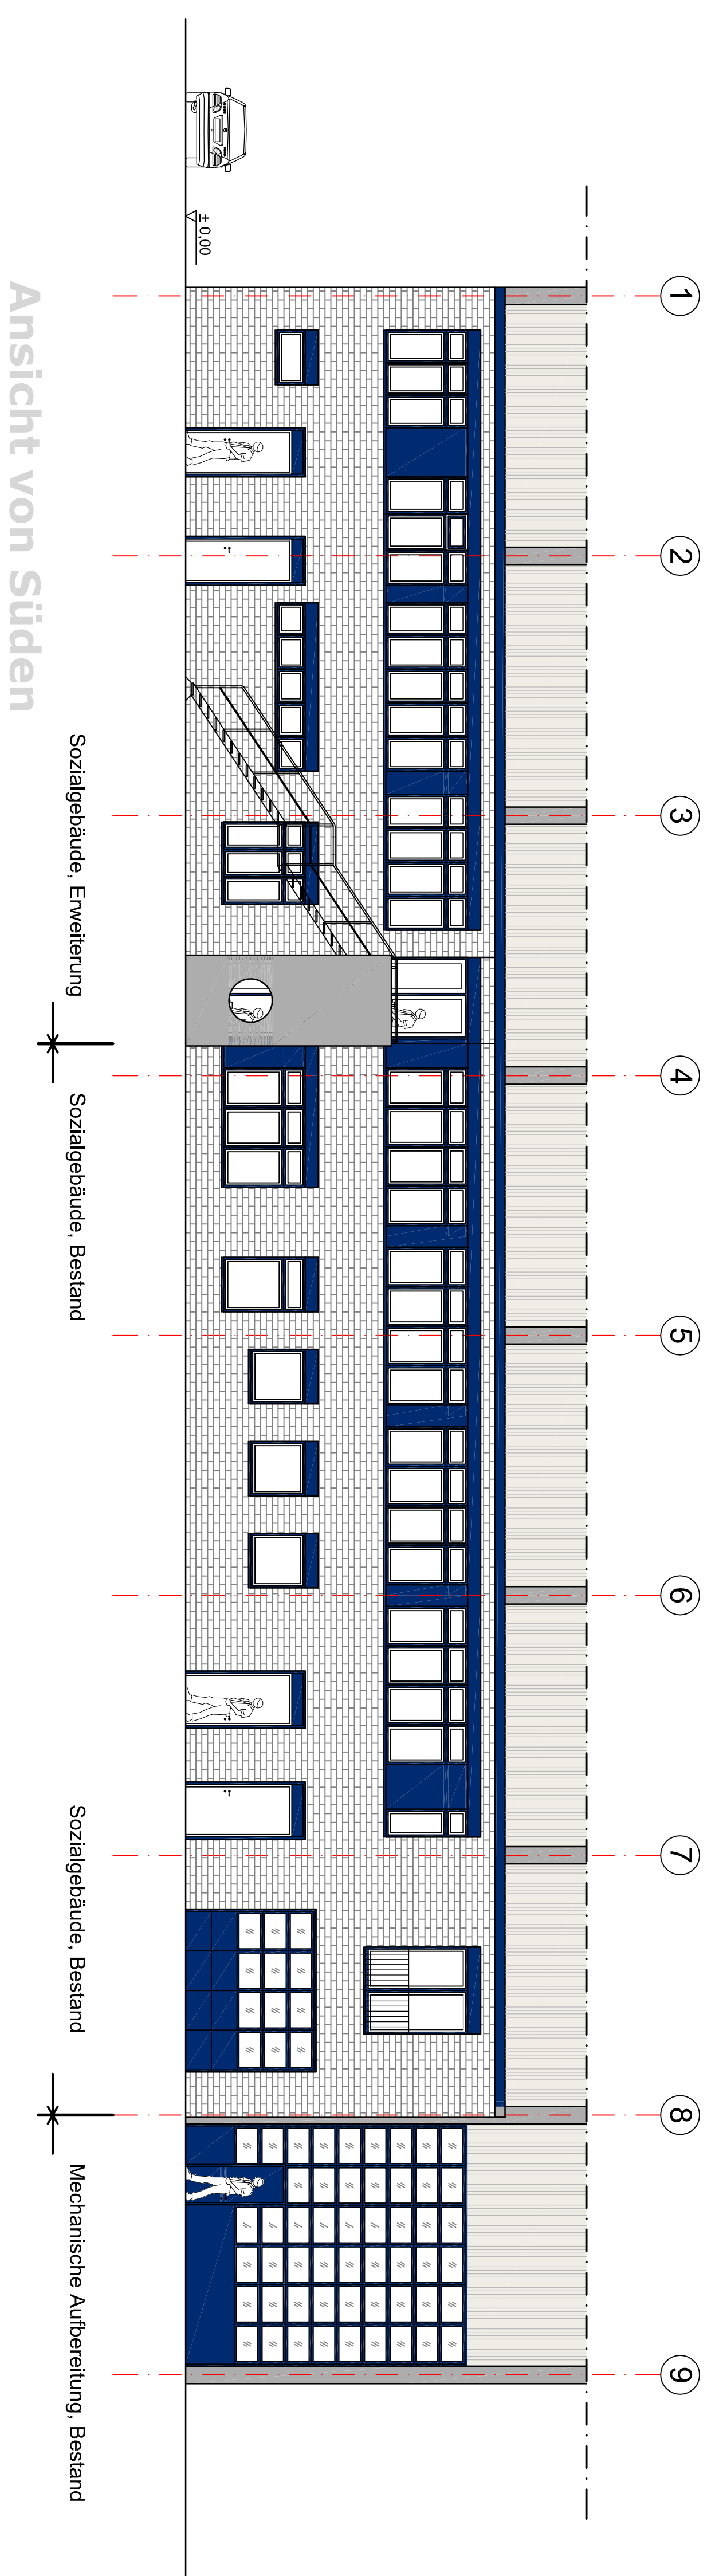 1 2 3 4 5 6 7 8 9
± 0,00
Sozialgebäude, Erweiterung
Sozialgebäude, Bestand
Sozialgebäude, Bestand
Mechanische Aufbereitung, Bestand
Ansicht von Süden